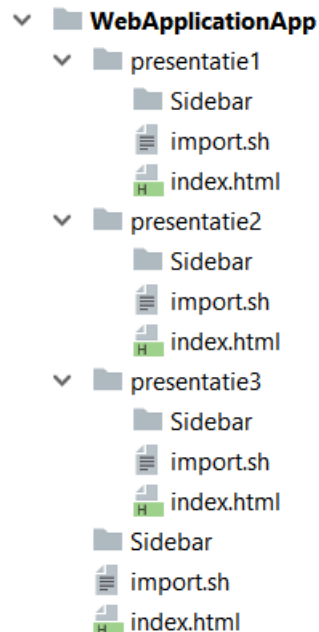 WebApplicationApp
presentatie1
Sidebar
import.sh
index.html
presentatie2
Sidebar
import.sh
index.html
presentatie3
Sidebar
import.sh
index.html
Sidebar
import.sh
index.html